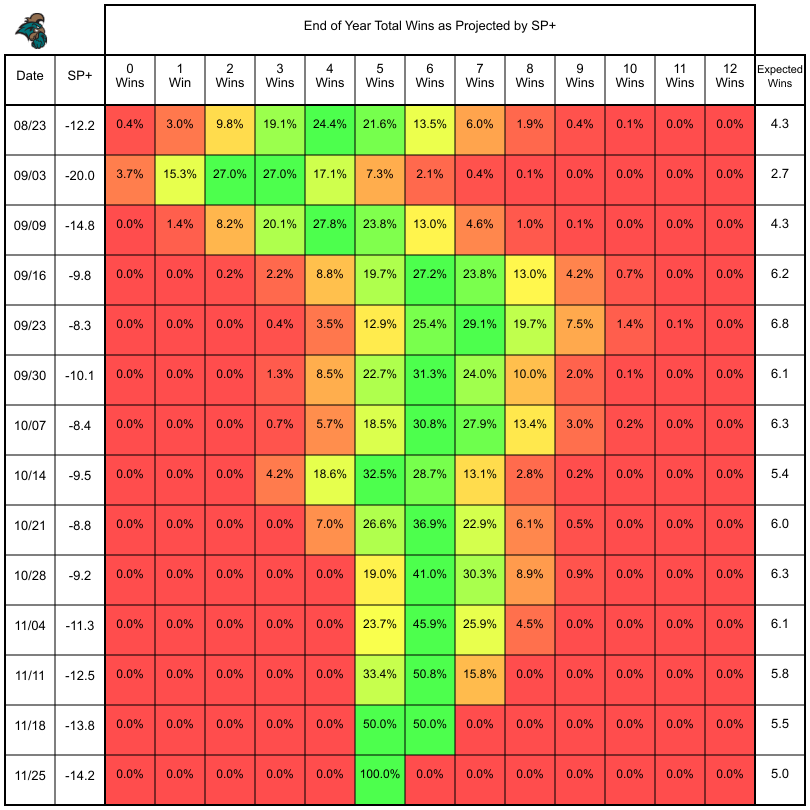 End of Year Total Wins as Projected by SP+
Date SP+ 0 Wins 1 Win 2 Wins 3 Wins 4 Wins 5 Wins 6 Wins 7 Wins 8 Wins 9 Wins 10 Wins 11 Wins 12 Wins Expected Wins
08/23 -12.2 0.4% 3.0% 9.8% 19.1% 24.4% 21.6% 13.5% 6.0% 1.9% 0.4% 0.1% 0.0% 0.0% 4.3
09/03 -20.0 3.7% 15.3% 27.0% 27.0% 17.1% 7.3% 2.1% 0.4% 0.1% 0.0% 0.0% 0.0% 0.0% 2.7
09/09 -14.8 0.0% 1.4% 8.2% 20.1% 27.8% 23.8% 13.0% 4.6% 1.0% 0.1% 0.0% 0.0% 0.0% 4.3
09/16 -9.8 0.0% 0.0% 0.2% 2.2% 8.8% 19.7% 27.2% 23.8% 13.0% 4.2% 0.7% 0.0% 0.0% 6.2
09/23 -8.3 0.0% 0.0% 0.0% 0.4% 3.5% 12.9% 25.4% 29.1% 19.7% 7.5% 1.4% 0.1% 0.0% 6.8
09/30 -10.1 0.0% 0.0% 0.0% 1.3% 8.5% 22.7% 31.3% 24.0% 10.0% 2.0% 0.1% 0.0% 0.0% 6.1
10/07 -8.4 0.0% 0.0% 0.0% 0.7% 5.7% 18.5% 30.8% 27.9% 13.4% 3.0% 0.2% 0.0% 0.0% 6.3
10/14 -9.5 0.0% 0.0% 0.0% 4.2% 18.6% 32.5% 28.7% 13.1% 2.8% 0.2% 0.0% 0.0% 0.0% 5.4
10/21 -8.8 0.0% 0.0% 0.0% 0.0% 7.0% 26.6% 36.9% 22.9% 6.1% 0.5% 0.0% 0.0% 0.0% 6.0
10/28 -9.2 0.0% 0.0% 0.0% 0.0% 0.0% 19.0% 41.0% 30.3% 8.9% 0.9% 0.0% 0.0% 0.0% 6.3
11/04 -11.3 0.0% 0.0% 0.0% 0.0% 0.0% 23.7% 45.9% 25.9% 4.5% 0.0% 0.0% 0.0% 0.0% 6.1
11/11 -12.5 0.0% 0.0% 0.0% 0.0% 0.0% 33.4% 50.8% 15.8% 0.0% 0.0% 0.0% 0.0% 0.0% 5.8
11/18 -13.8 0.0% 0.0% 0.0% 0.0% 0.0% 50.0% 50.0% 0.0% 0.0% 0.0% 0.0% 0.0% 0.0% 5.5
11/25 -14.2 0.0% 0.0% 0.0% 0.0% 0.0% 100.0% 0.0% 0.0% 0.0% 0.0% 0.0% 0.0% 0.0% 5.0